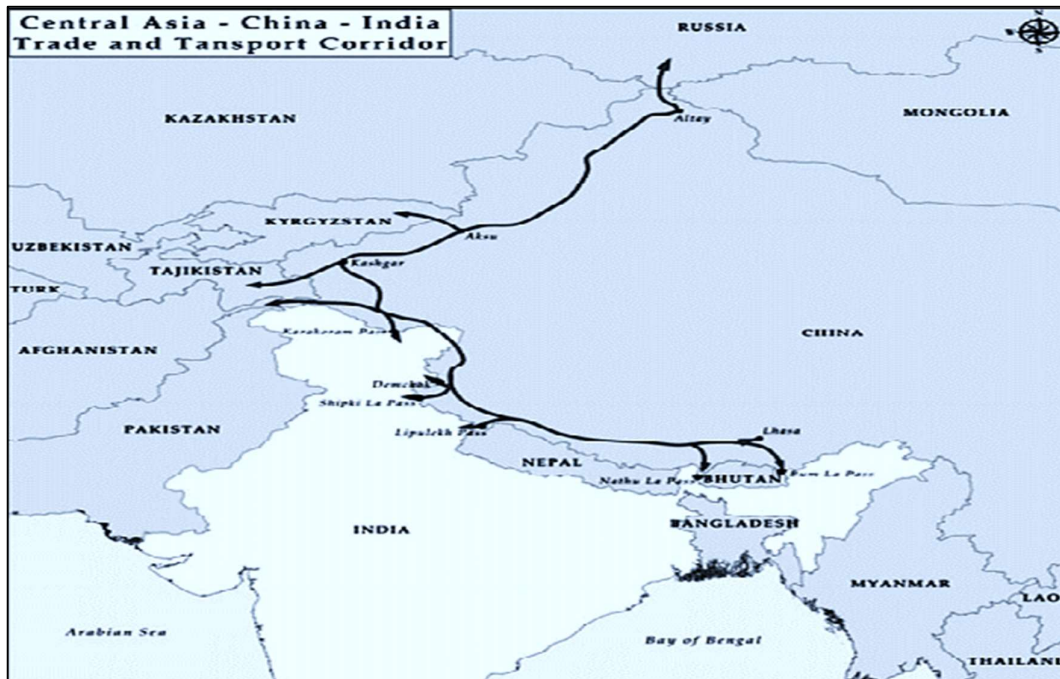 Central Asia - China - India
Trade and Tansport Corridor
RUSSIA
N
S
KAZAKHSTAN
Altay
MONGOLIA
KYRGYZSTAN
Aksu
UZBEKISTAN
Kashgar
TAJIKISTAN
TURK
Karakoram Pass
CHINA
AFGHANISTAN
Demchok
Shipki La Pass
PAKISTAN
Lipulekh Pass
Lhasa
NEPAL
Nathu La Pass
BHUTAN
Bum La Pass
INDIA
BANGLADESH
MYANMAR
LAO
Arabian Sea
Bay of Bengal
THAILAND